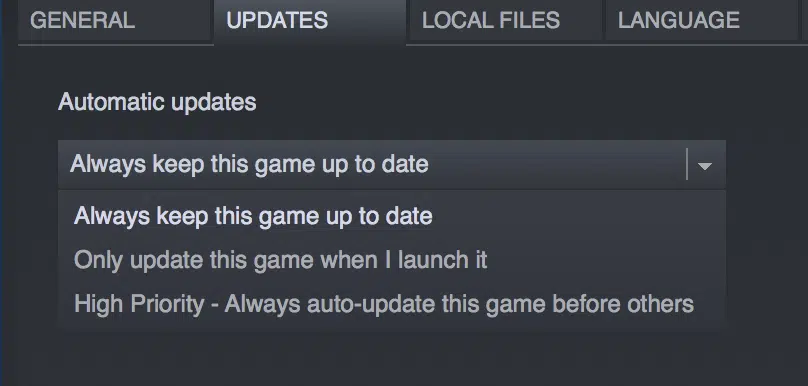 GENERAL UPDATES LOCAL FILES LANGUAGE
Automatic updates
Always keep this game up to date
Always keep this game up to date
Only update this game when I launch it
High Priority - Always auto-update this game before others